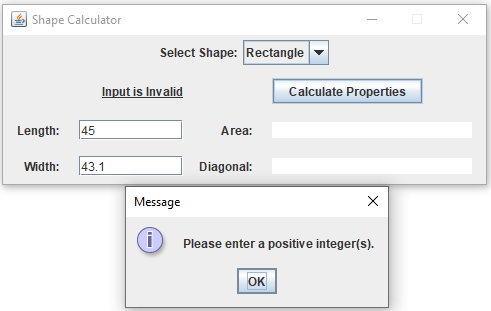 Shape Calculator
Select Shape: Rectangle
Input is Invalid Calculate Properties
Length: 45 Area:
Width: 43.1 Diagonal:
Message
Please enter a positive integer(s).
OK